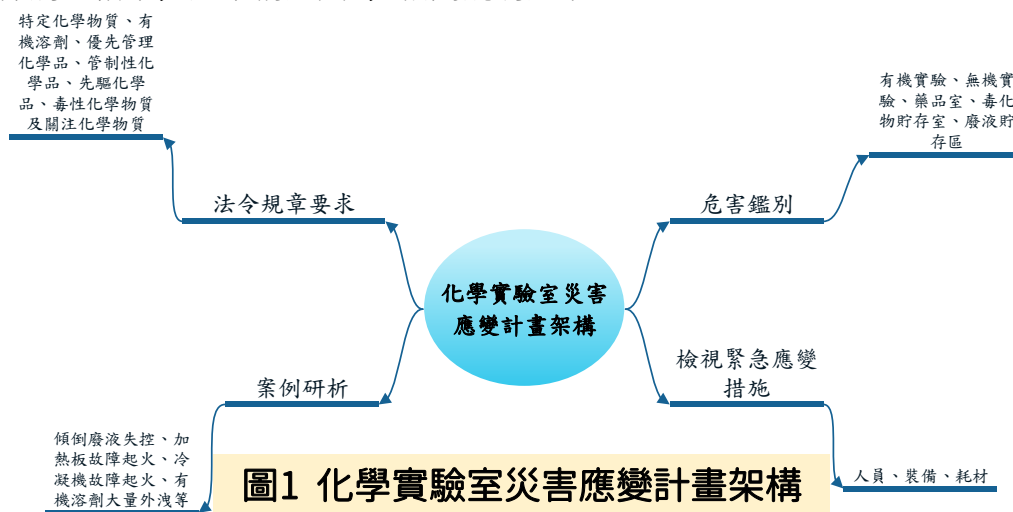 特定化學物質、有
機溶劑、優先管理
化學品、管制性化
學品、先驅化學
品、毒性化學物質
及關注化學物質
有機實驗、無機實
驗、藥品室、毒化
物貯存室、廢液貯
存區
法令規章要求
危害鑑別
化學實驗室災害
應變計畫架構
案例研析
檢視緊急應變
措施
傾倒廢液失控、加
熱板故障起火、冷
凝機故障起火、有
機溶劑大量外洩等
人員、裝備、耗材
圖1 化學實驗室災害應變計畫架構